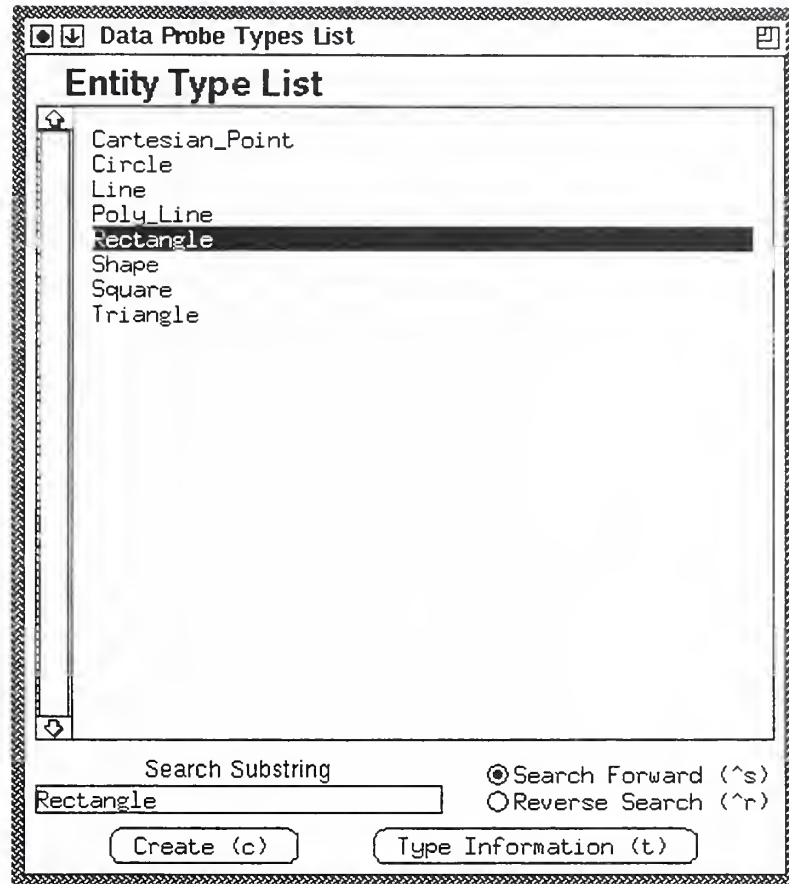 Data Probe Types List
Entity Type List
Cartesian_Point
Circle
Line
Poly_Line
Rectangle
Shape
Square
Triangle
Search Substring
Search Forward (^s)
Rectangle
Reverse Search (^r)
Create (c)
Type Information (t)